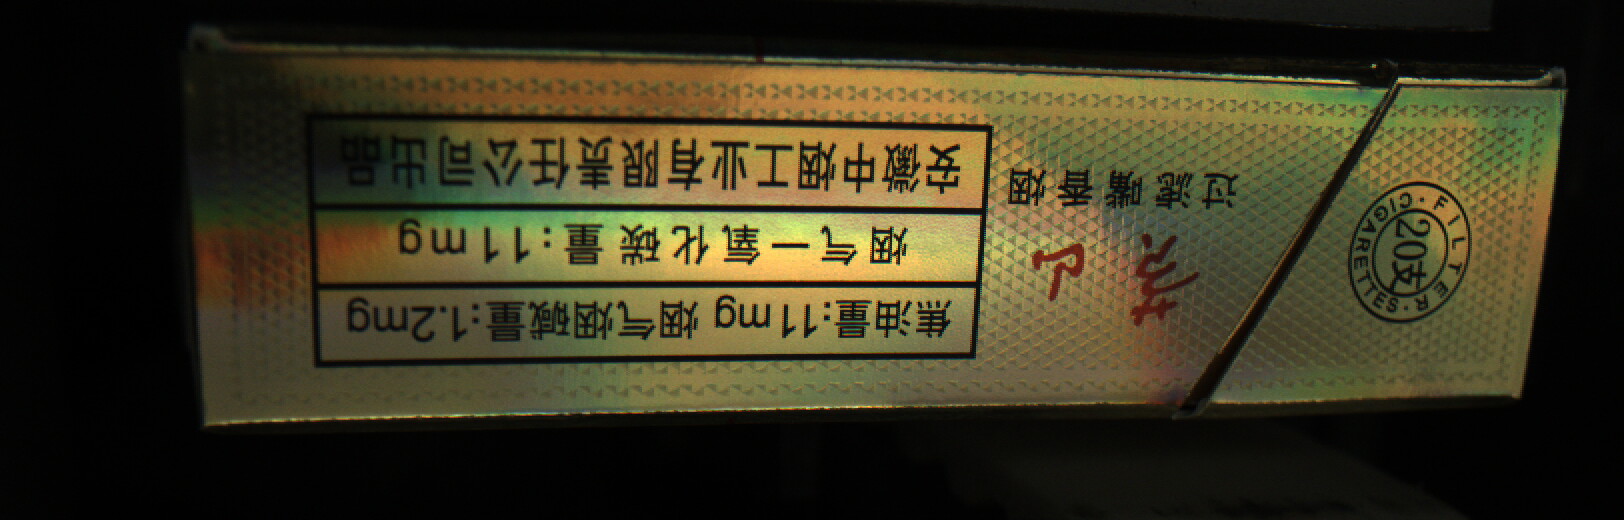 FILTER·CIGARETTES·
20支
黄山
过滤嘴香烟
焦油量:11mg 烟气烟碱量:1.2mg
烟气一氧化碳量:11mg
安徽中烟工业有限责任公司出品